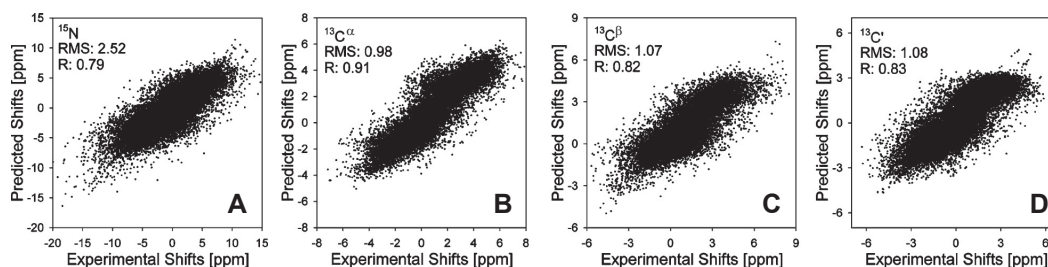 ¹⁵N
RMS: 2.52
R: 0.79
15
10
5
0
-5
-10
-15
-20
-20 -15 -10 -5 0 5 10 15
Predicted Shifts [ppm]
Experimental Shifts [ppm]
A
¹³Cᵅ
RMS: 0.98
R: 0.91
8
6
4
2
0
-2
-4
-6
-8
-8 -6 -4 -2 0 2 4 6 8
Predicted Shifts [ppm]
Experimental Shifts [ppm]
B
¹³Cᵝ
RMS: 1.07
R: 0.82
9
6
3
0
-3
-6
-6 -3 0 3 6 9
Predicted Shifts [ppm]
Experimental Shifts [ppm]
C
¹³C'
RMS: 1.08
R: 0.83
6
3
0
-3
-6
-6 -3 0 3 6
Predicted Shifts [ppm]
Experimental Shifts [ppm]
D